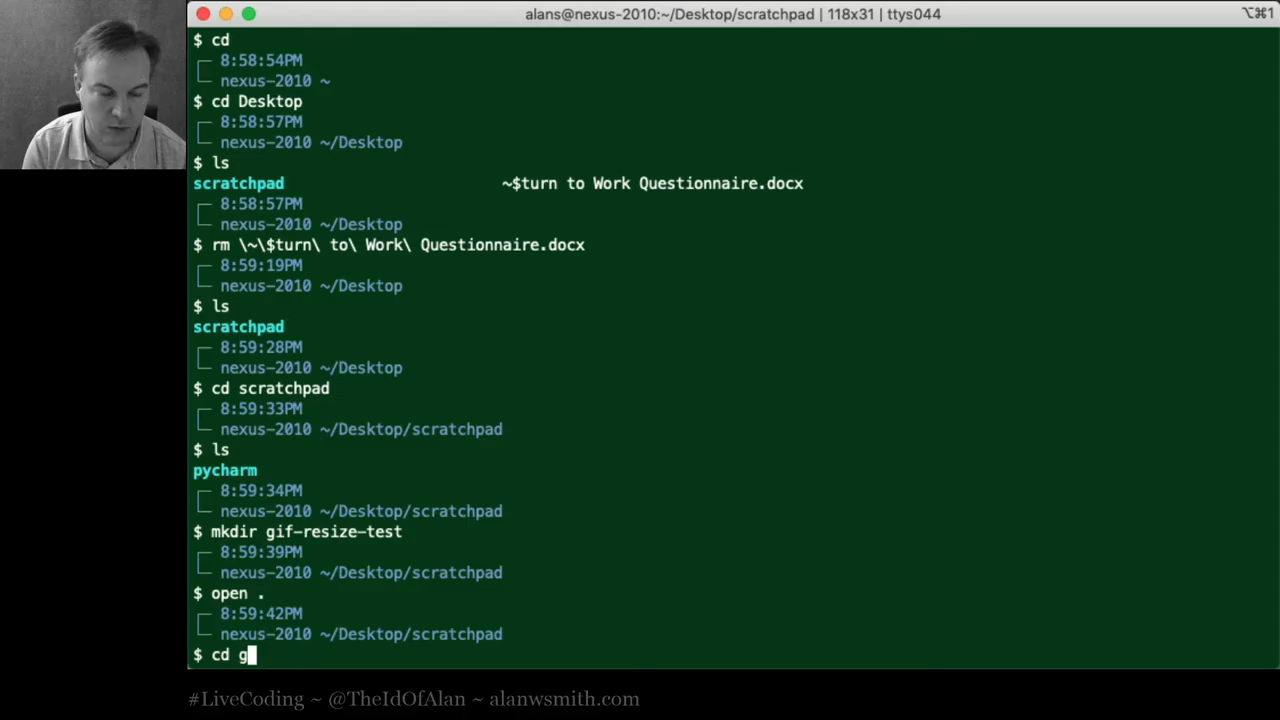 alans@nexus-2010:~/Desktop/scratchpad | 118x31 | ttys044
⌥⌘1
$ cd
8:58:54PM
nexus-2010 ~
$ cd Desktop
8:58:57PM
nexus-2010 ~/Desktop
$ ls
scratchpad ~$turn to Work Questionnaire.docx
8:58:57PM
nexus-2010 ~/Desktop
$ rm \~\$turn\ to\ Work\ Questionnaire.docx
8:59:19PM
nexus-2010 ~/Desktop
$ ls
scratchpad
8:59:28PM
nexus-2010 ~/Desktop
$ cd scratchpad
8:59:33PM
nexus-2010 ~/Desktop/scratchpad
$ ls
pycharm
8:59:34PM
nexus-2010 ~/Desktop/scratchpad
$ mkdir gif-resize-test
8:59:39PM
nexus-2010 ~/Desktop/scratchpad
$ open .
8:59:42PM
nexus-2010 ~/Desktop/scratchpad
$ cd g
#LiveCoding ~ @TheIdOfAlan ~ alanwsmith.com